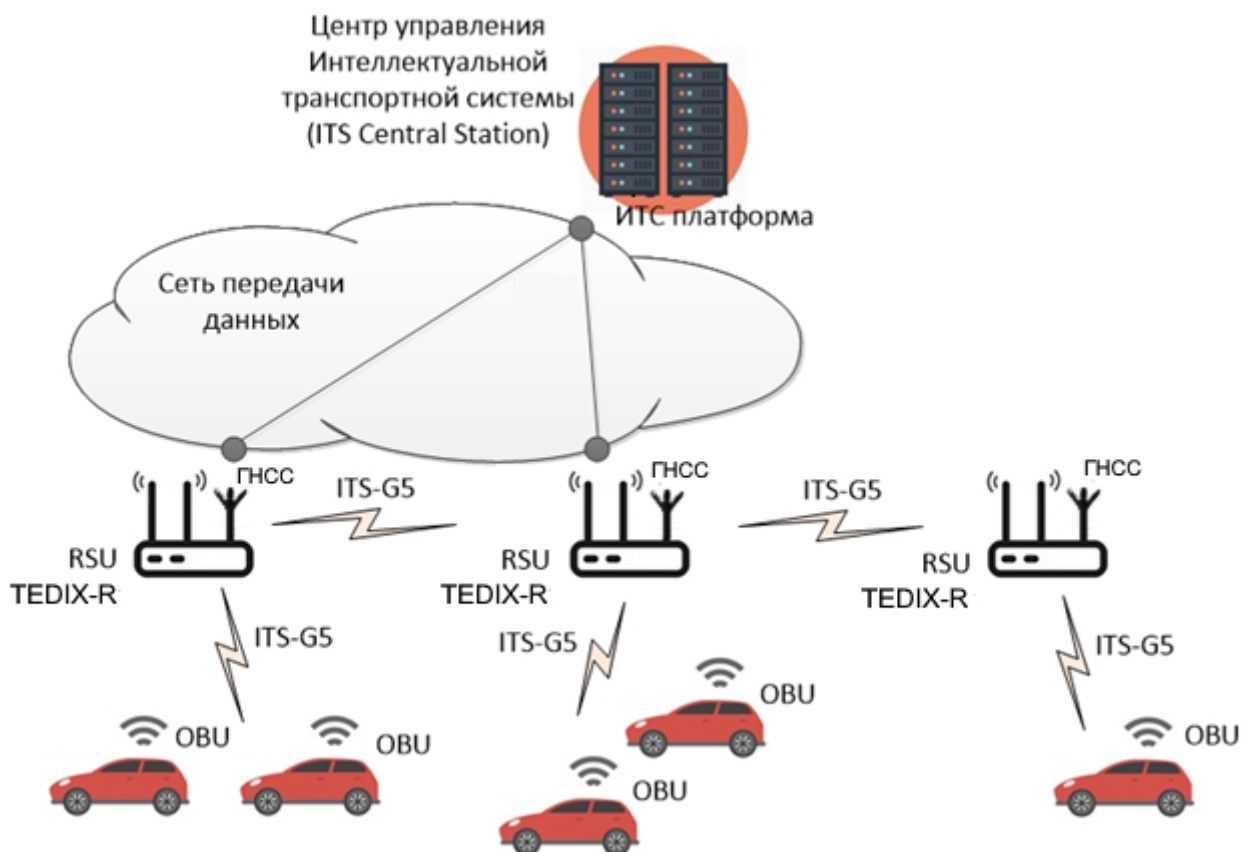 Центр управления
Интеллектуальной
транспортной системы
(ITS Central Station)
ИТС платформа
Сеть передачи
данных
ГНСС
ITS-G5
ГНСС
ITS-G5
ГНСС
RSU
TEDIX-R
RSU
TEDIX-R
RSU
TEDIX-R
ITS-G5
ITS-G5
ITS-G5
OBU
OBU
OBU
OBU
OBU